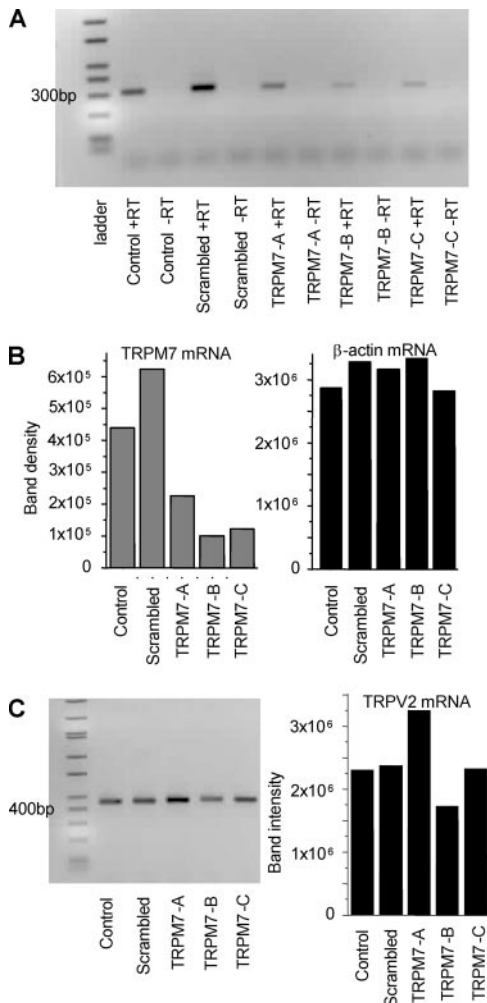 A
300bp
ladder
Control +RT
Control -RT
Scrambled +RT
Scrambled -RT
TRPM7-A +RT
TRPM7-A -RT
TRPM7-B +RT
TRPM7-B -RT
TRPM7-C +RT
TRPM7-C -RT
B
TRPM7 mRNA
Band density
6x10⁵
5x10⁵
4x10⁵
3x10⁵
2x10⁵
1x10⁵
0
Control
Scrambled
TRPM7-A
TRPM7-B
TRPM7-C
β-actin mRNA
3x10⁶
2x10⁶
1x10⁶
0
Control
Scrambled
TRPM7-A
TRPM7-B
TRPM7-C
C
400bp
Control
Scrambled
TRPM7-A
TRPM7-B
TRPM7-C
TRPV2 mRNA
Band intensity
3x10⁶
2x10⁶
1x10⁶
0
Control
Scrambled
TRPM7-A
TRPM7-B
TRPM7-C